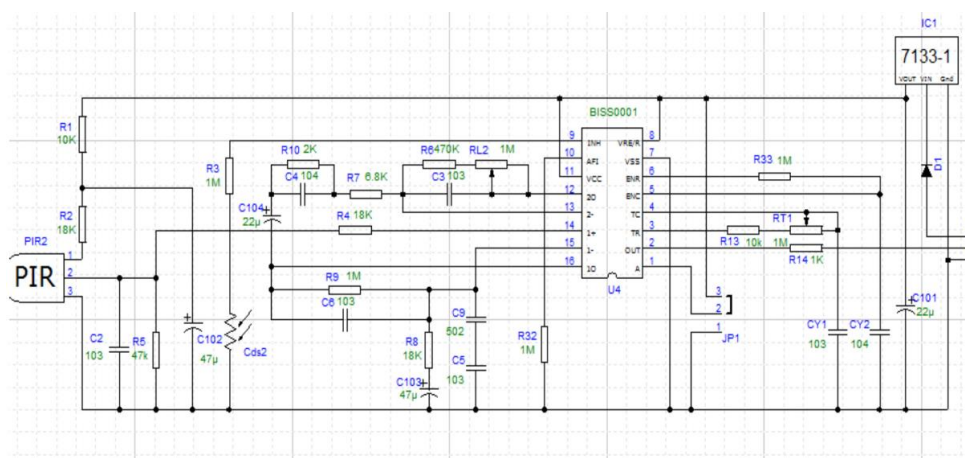 IC1
7133-1
VOUT VIN Gnd
BISS0001
R1
10K
R3
1M
R10 2K
C4 104
R7 6.8K
R6 470K
RL2 1M
C3 103
C104
22μ
R4 18K
R2
18K
PIR2
PIR
1
2
3
9 INH
10 AFI
11 VCC
12 2O
13 2-
14 1+
15 1-
16 1O
VRE/R 8
VSS 7
ENR 6
ENC 5
TC 4
TR 3
OUT 2
A 1
U4
R33 1M
RT1
R13 10k 1M
R14 1K
D1
R9 1M
C6 103
C9
502
R8
18K
C5
103
C103
47μ
R32
1M
C2
103
R5
47k
C102
47μ
Cds2
3
2
1
JP1
CY1
103
CY2
104
C101
22μ